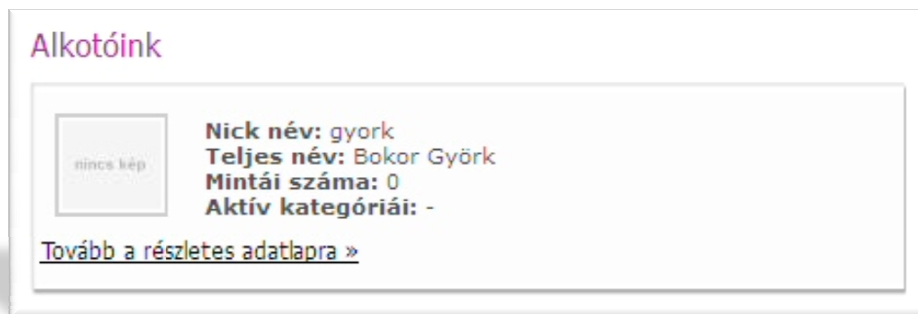 Alkotóink
nincs kép
Nick név: gyork
Teljes név: Bokor Györk
Mintái száma: 0
Aktív kategóriái: -
Tovább a részletes adatlapra »